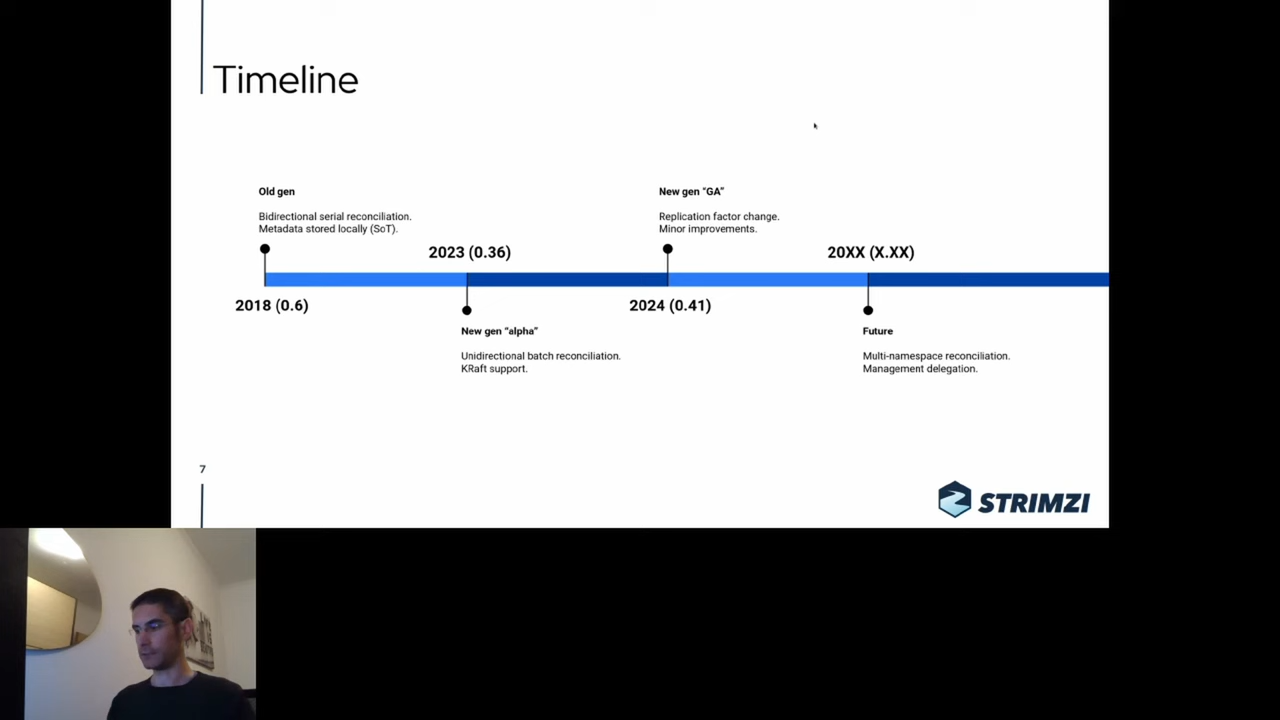 Timeline
Old gen
Bidirectional serial reconciliation.
Metadata stored locally (SoT).
2018 (0.6)
2023 (0.36)
New gen “alpha”
Unidirectional batch reconciliation.
KRaft support.
New gen “GA”
Replication factor change.
Minor improvements.
2024 (0.41)
20XX (X.XX)
Future
Multi-namespace reconciliation.
Management delegation.
7
STRIMZI